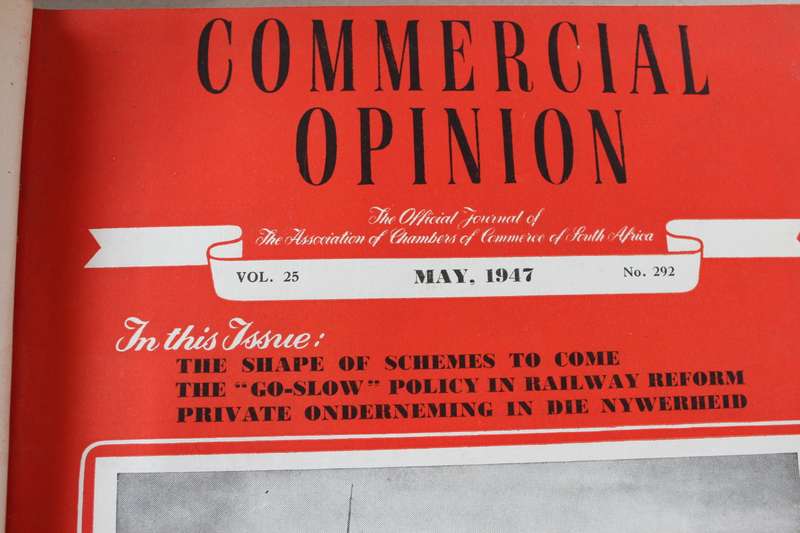 COMMERCIAL
OPINION
The Official Journal of
The Association of Chambers of Commerce of South Africa
VOL. 25 MAY, 1947 No. 292
In this Issue:
THE SHAPE OF SCHEMES TO COME
THE "GO-SLOW" POLICY IN RAILWAY REFORM
PRIVATE ONDERNEMING IN DIE NYWERHEID